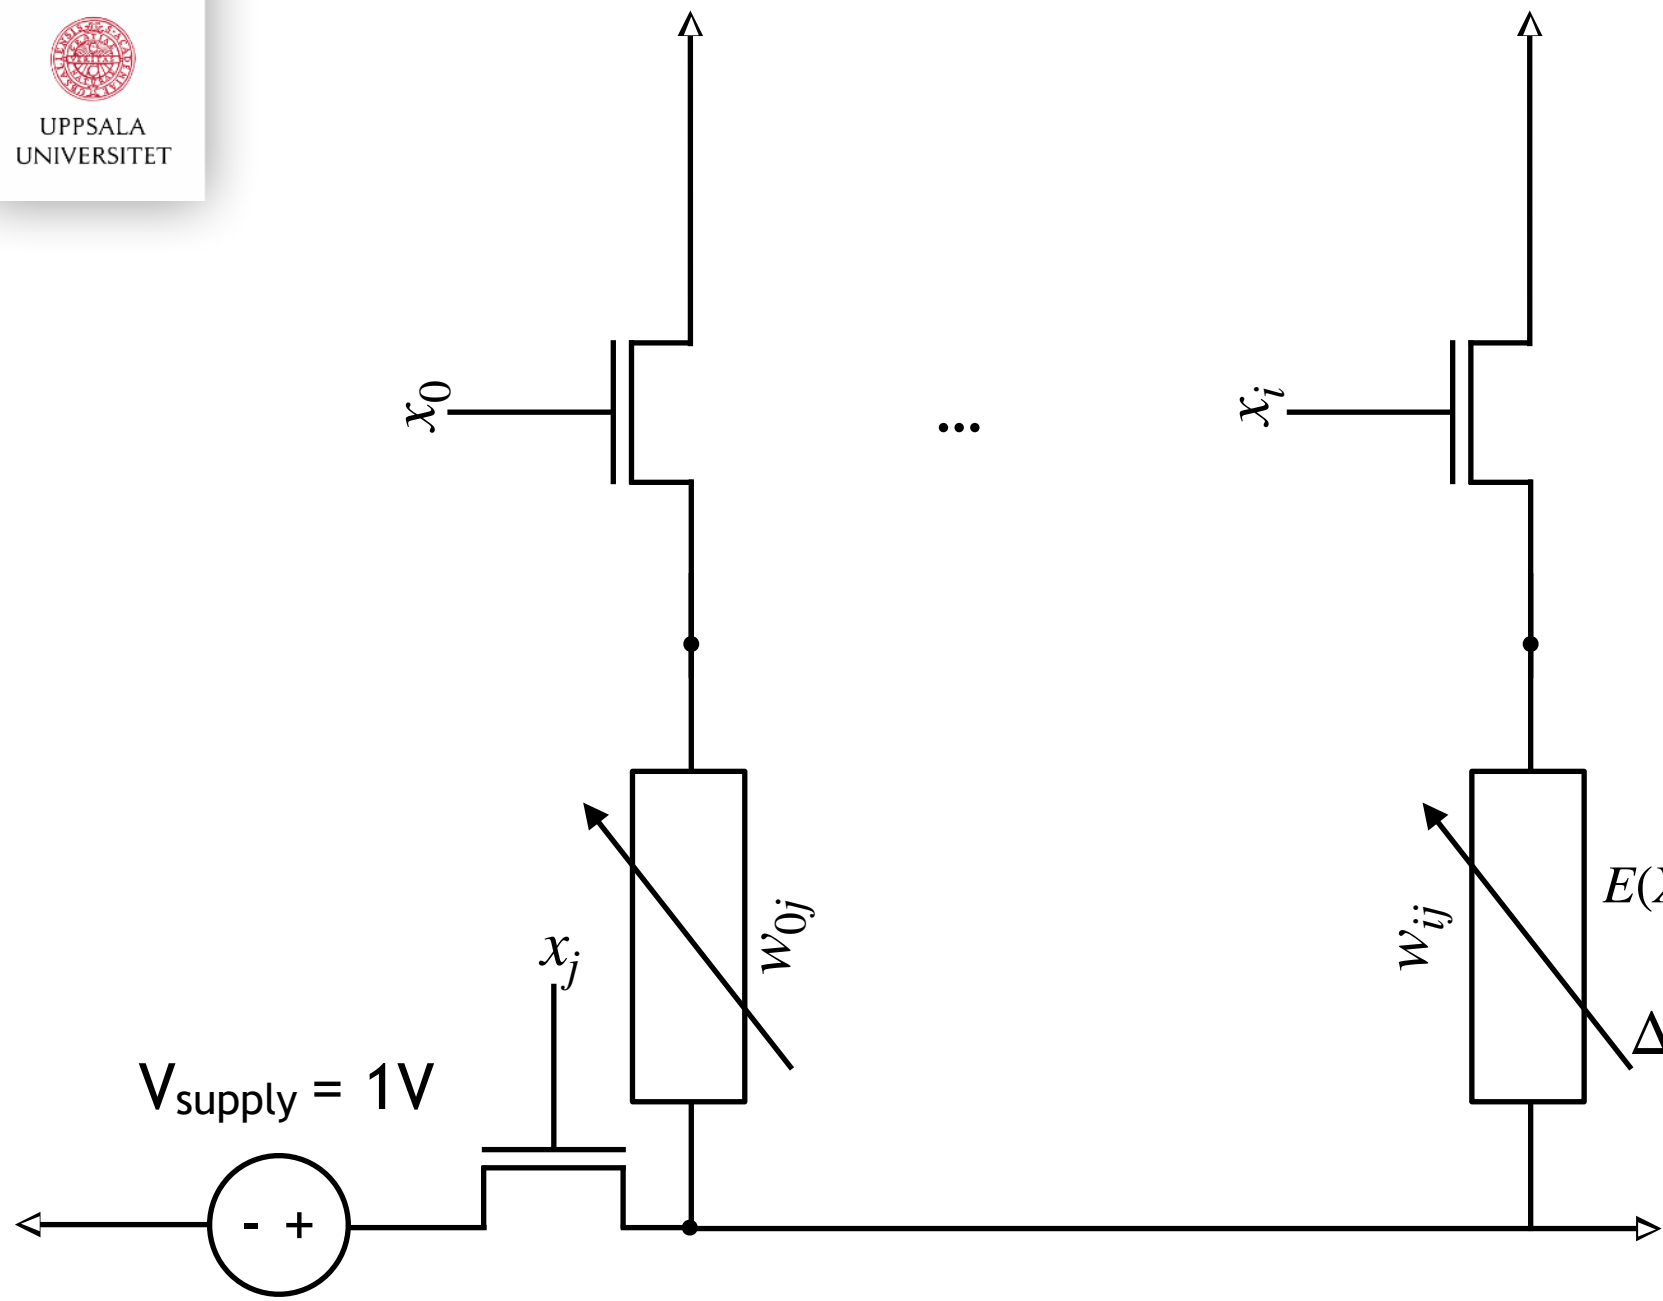 UPPSALA
UNIVERSITET
x0
...
xi
w0j
wij
E(
xj
Δ
Vsupply = 1V
- +